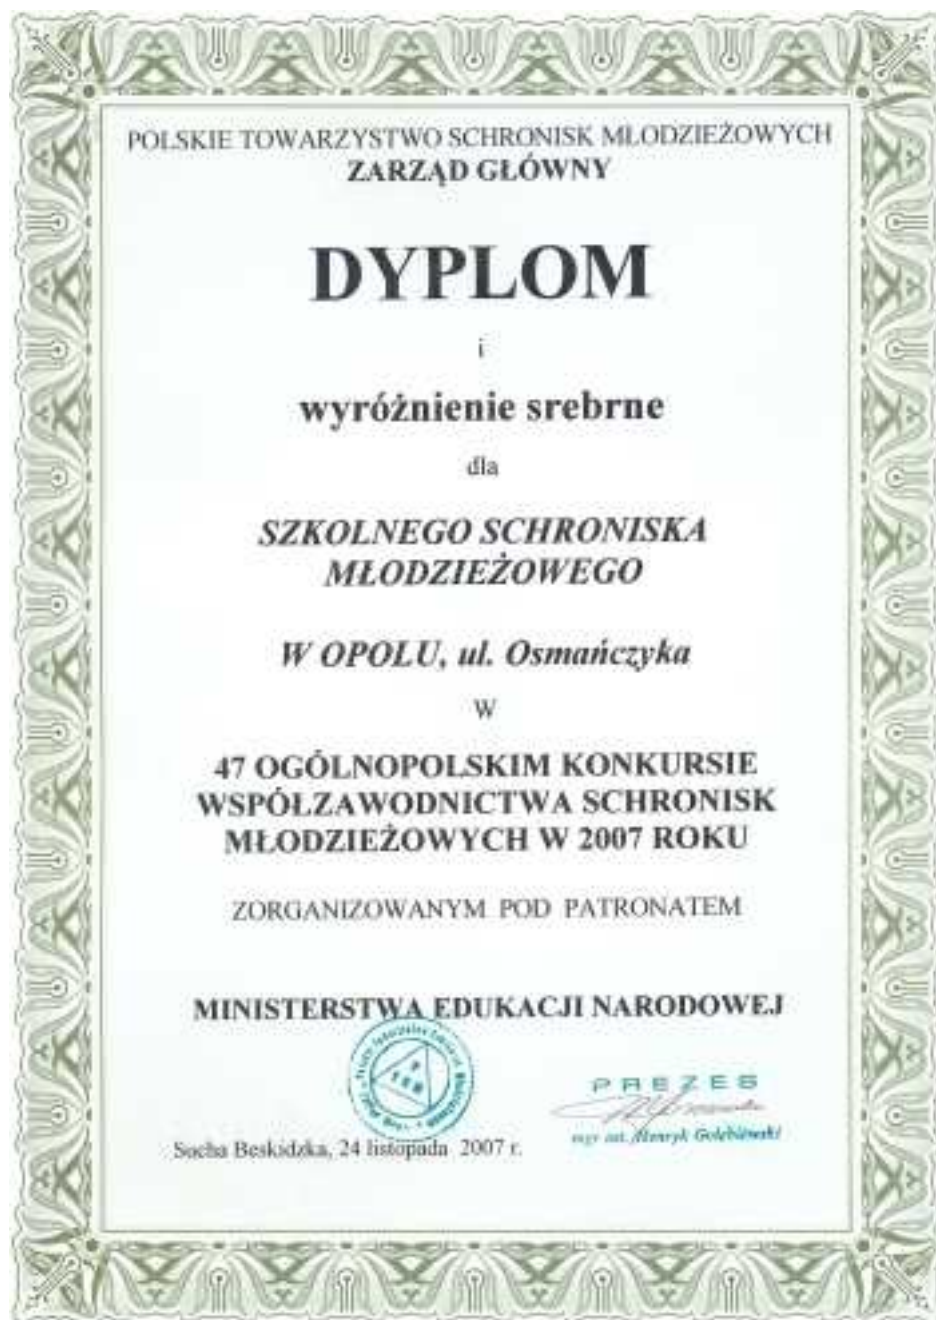 POLSKIE TOWARZYSTWO SCHRONISK MŁODZIEŻOWYCH
ZARZĄD GŁÓWNY
DYPLOM
i
wyróżnienie srebrne
dla
SZKOLNEGO SCHRONISKA
MŁODZIEŻOWEGO
W OPOLU, ul. Osmańczyka
W
47 OGÓLNOPOLSKIM KONKURSIE
WSPÓŁZAWODNICTWA SCHRONISK
MŁODZIEŻOWYCH W 2007 ROKU
ZORGANIZOWANYM POD PATRONATEM
MINISTERSTWA EDUKACJI NARODOWEJ
PREZES
mgr inż. Henryk Gołębiewski
Sucha Beskidzka, 24 listopada 2007 r.